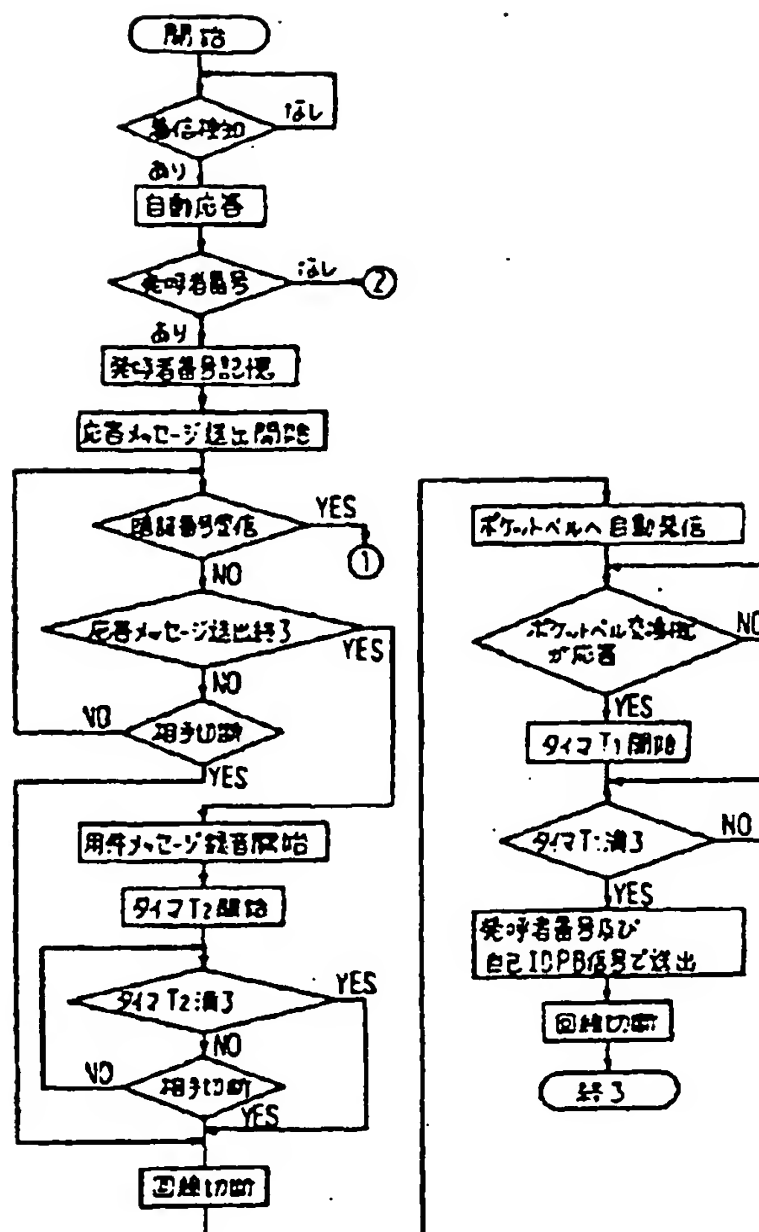 開始
着信検知
なし
あり
自動応答
発呼者番号
なし
②
あり
発呼者番号記憶
応答メッセージ送出開始
暗証番号受信
YES
①
NO
応答メッセージ送出終了
YES
NO
相手切断
NO
YES
用件メッセージ録音開始
タイマT2開始
タイマT2満了
YES
NO
相手切断
NO
YES
回線切断
ポケットベルへ自動発信
ポケットベル交換機
が応答
NO
YES
タイマT1開始
タイマT1満了
NO
YES
発呼者番号及び
自己IDPB信号で送出
回線切断
終了